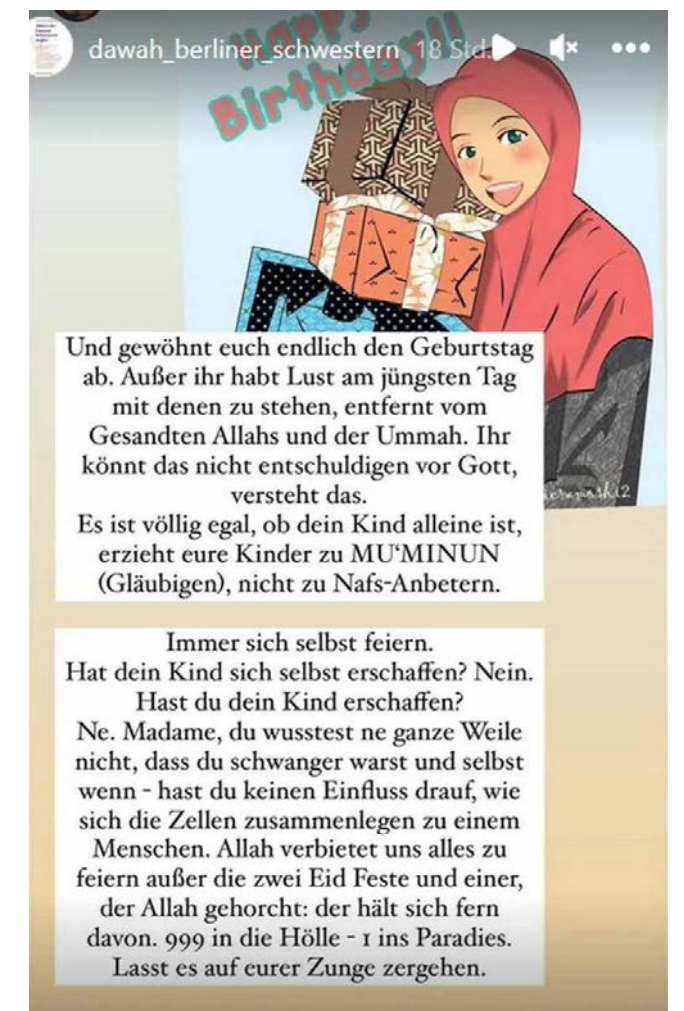 dawah_berliner_schwestern 18 Std.
Happy
Birthday!!
Und gewöhnt euch endlich den Geburtstag
ab. Außer ihr habt Lust am jüngsten Tag
mit denen zu stehen, entfernt vom
Gesandten Allahs und der Ummah. Ihr
könnt das nicht entschuldigen vor Gott,
versteht das.
Es ist völlig egal, ob dein Kind alleine ist,
erzieht eure Kinder zu MU‘MINUN
(Gläubigen), nicht zu Nafs-Anbetern.
Immer sich selbst feiern.
Hat dein Kind sich selbst erschaffen? Nein.
Hast du dein Kind erschaffen?
Ne. Madame, du wusstest ne ganze Weile
nicht, dass du schwanger warst und selbst
wenn - hast du keinen Einfluss drauf, wie
sich die Zellen zusammenlegen zu einem
Menschen. Allah verbietet uns alles zu
feiern außer die zwei Eid Feste und einer,
der Allah gehorcht: der hält sich fern
davon. 999 in die Hölle - 1 ins Paradies.
Lasst es auf eurer Zunge zergehen.